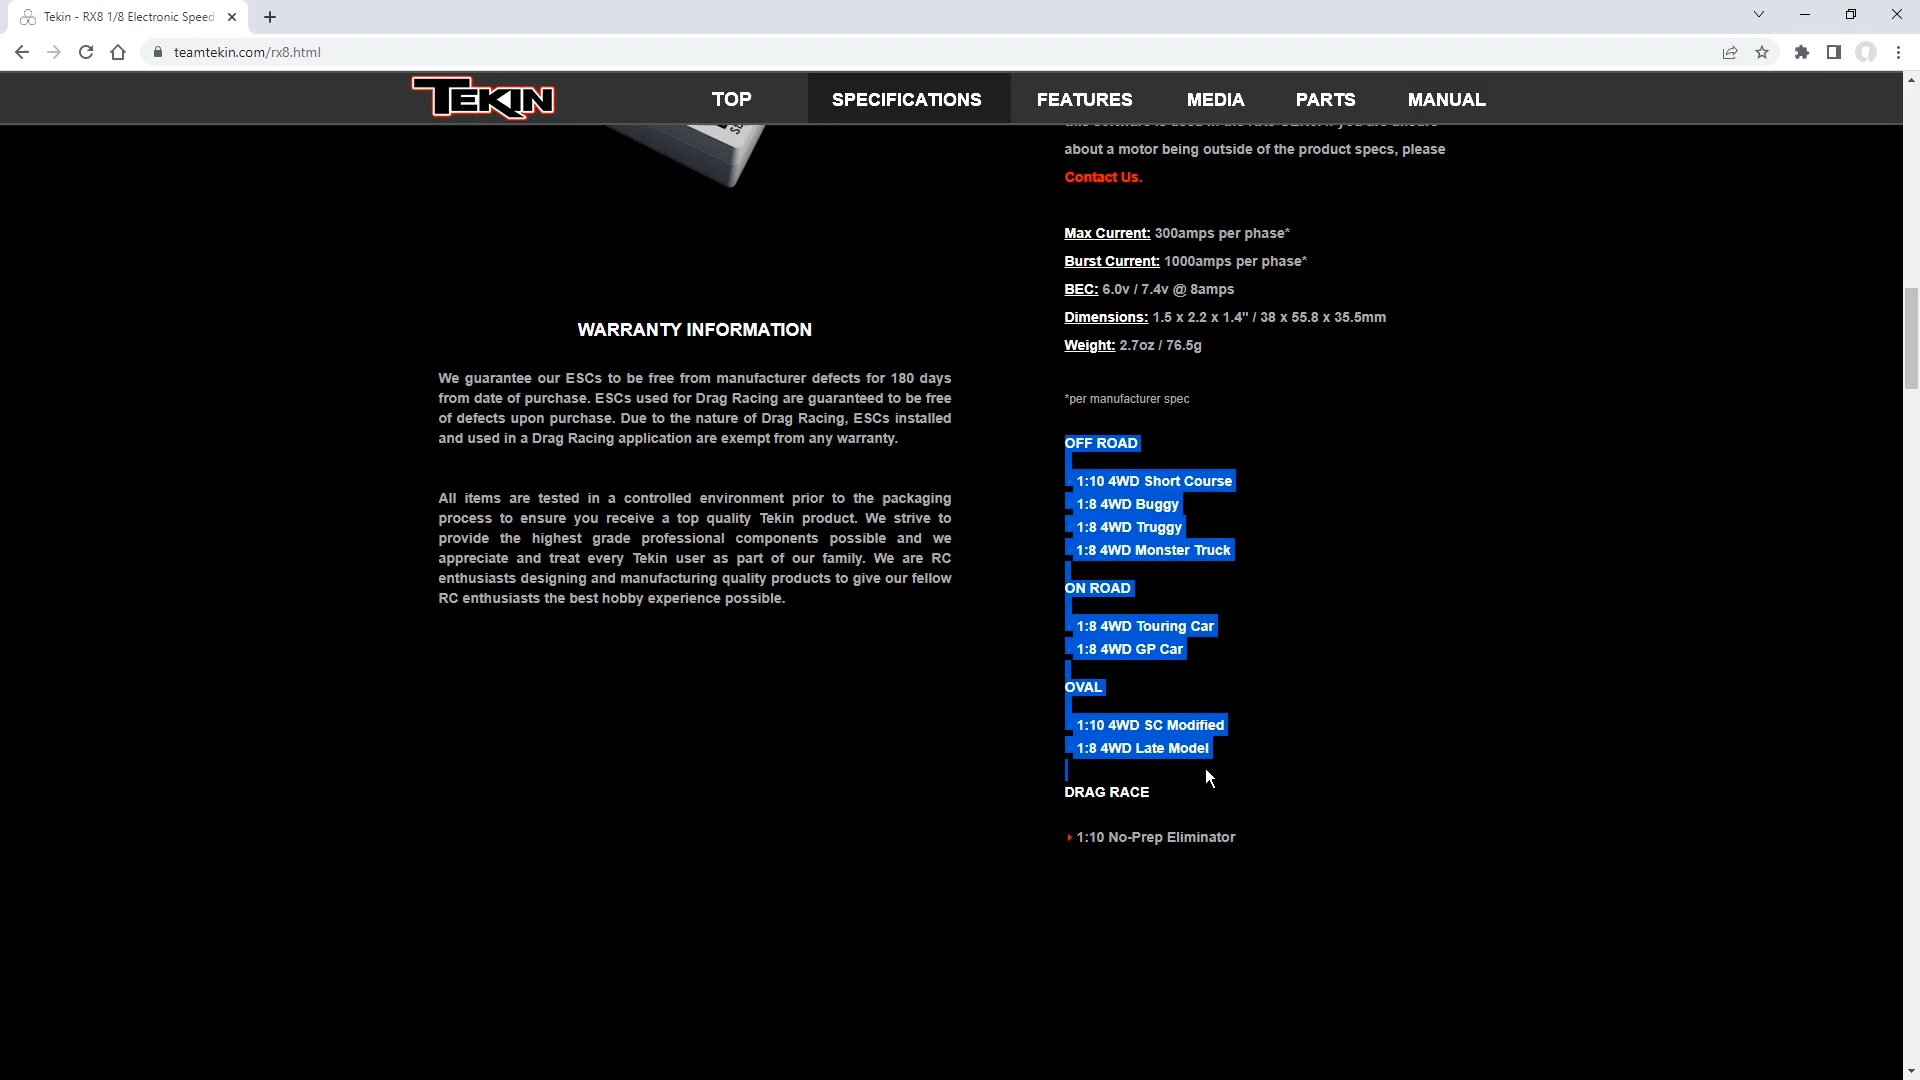 Tekin - RX8 1/8 Electronic Speed
teamtekin.com/rx8.html
TEKIN
TOP
SPECIFICATIONS
FEATURES
MEDIA
PARTS
MANUAL
about a motor being outside of the product specs, please
Contact Us.
Max Current: 300amps per phase*
Burst Current: 1000amps per phase*
BEC: 6.0v / 7.4v @ 8amps
Dimensions: 1.5 x 2.2 x 1.4" / 38 x 55.8 x 35.5mm
Weight: 2.7oz / 76.5g
*per manufacturer spec
WARRANTY INFORMATION
We guarantee our ESCs to be free from manufacturer defects for 180 days
from date of purchase. ESCs used for Drag Racing are guaranteed to be free
of defects upon purchase. Due to the nature of Drag Racing, ESCs installed
and used in a Drag Racing application are exempt from any warranty.
All items are tested in a controlled environment prior to the packaging
process to ensure you receive a top quality Tekin product. We strive to
provide the highest grade professional components possible and we
appreciate and treat every Tekin user as part of our family. We are RC
enthusiasts designing and manufacturing quality products to give our fellow
RC enthusiasts the best hobby experience possible.
OFF ROAD
1:10 4WD Short Course
1:8 4WD Buggy
1:8 4WD Truggy
1:8 4WD Monster Truck
ON ROAD
1:8 4WD Touring Car
1:8 4WD GP Car
OVAL
1:10 4WD SC Modified
1:8 4WD Late Model
DRAG RACE
1:10 No-Prep Eliminator